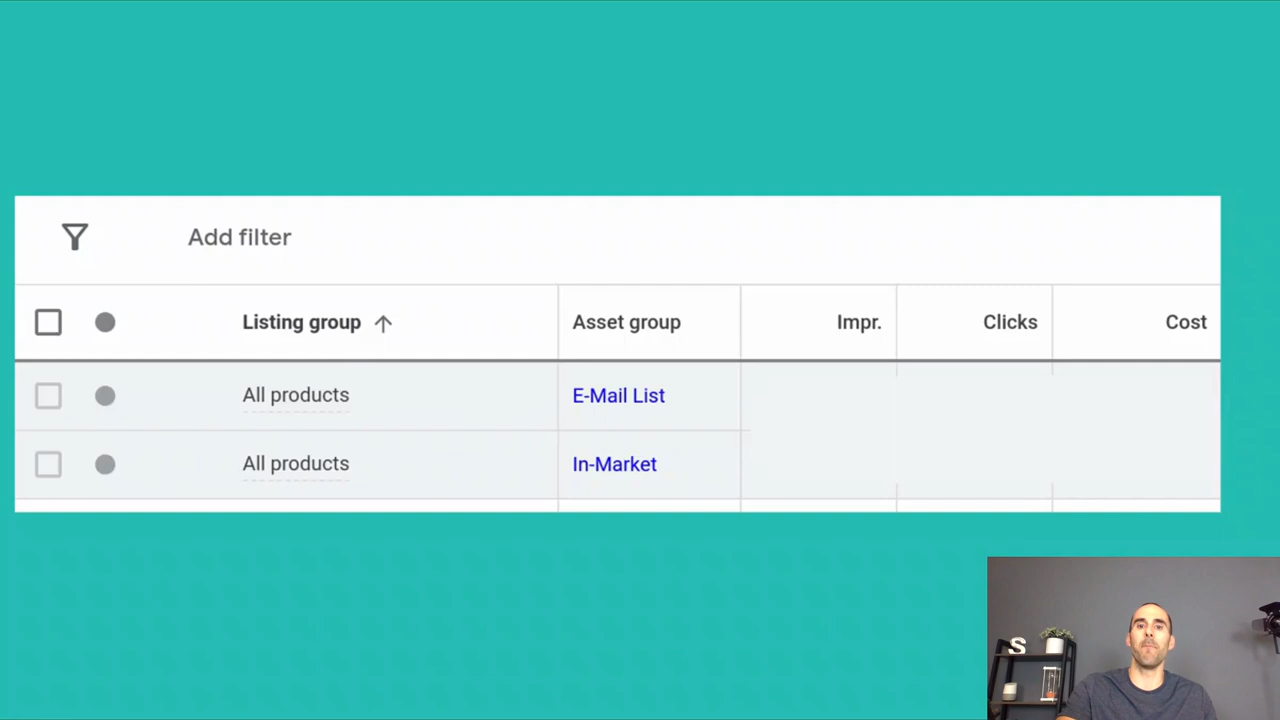 Add filter
Listing group Asset group Impr. Clicks Cost
All products E-Mail List
All products In-Market
S